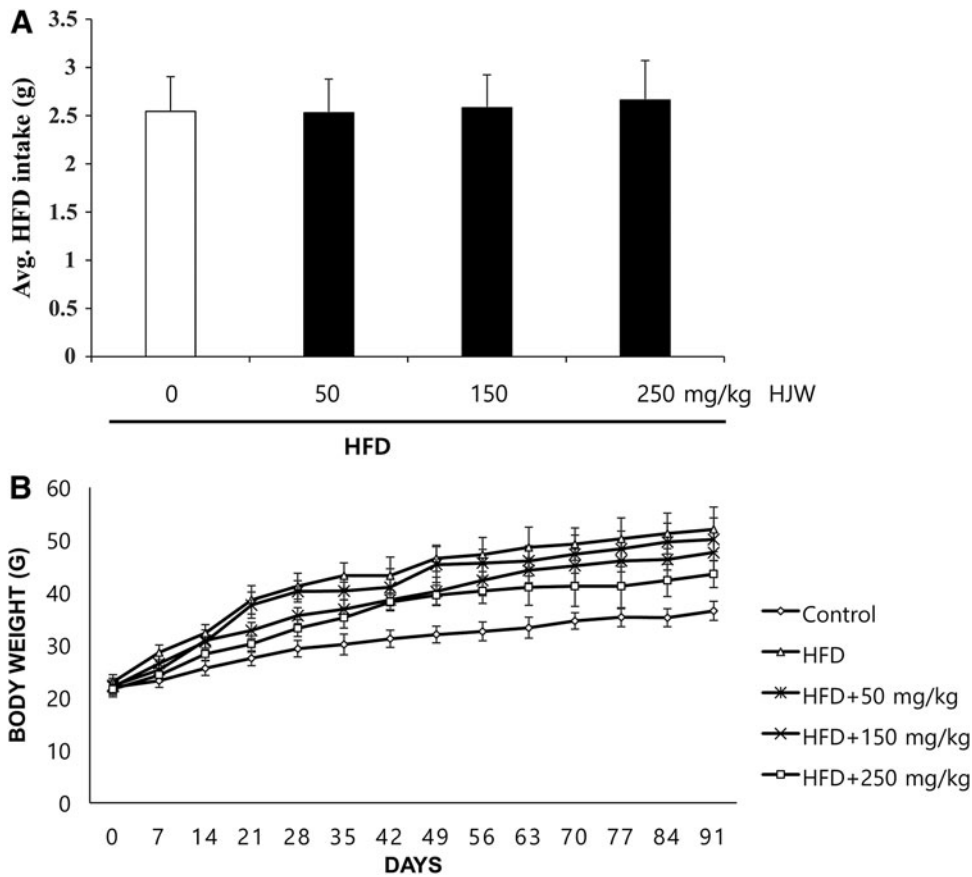 A
Avg. HFD intake (g)
3.5
3
2.5
2
1.5
1
0.5
0
0 50 150 250 mg/kg HJW
HFD
B
BODY WEIGHT (G)
60
50
40
30
20
10
0
0 7 14 21 28 35 42 49 56 63 70 77 84 91
DAYS
Control
HFD
HFD+50 mg/kg
HFD+150 mg/kg
HFD+250 mg/kg